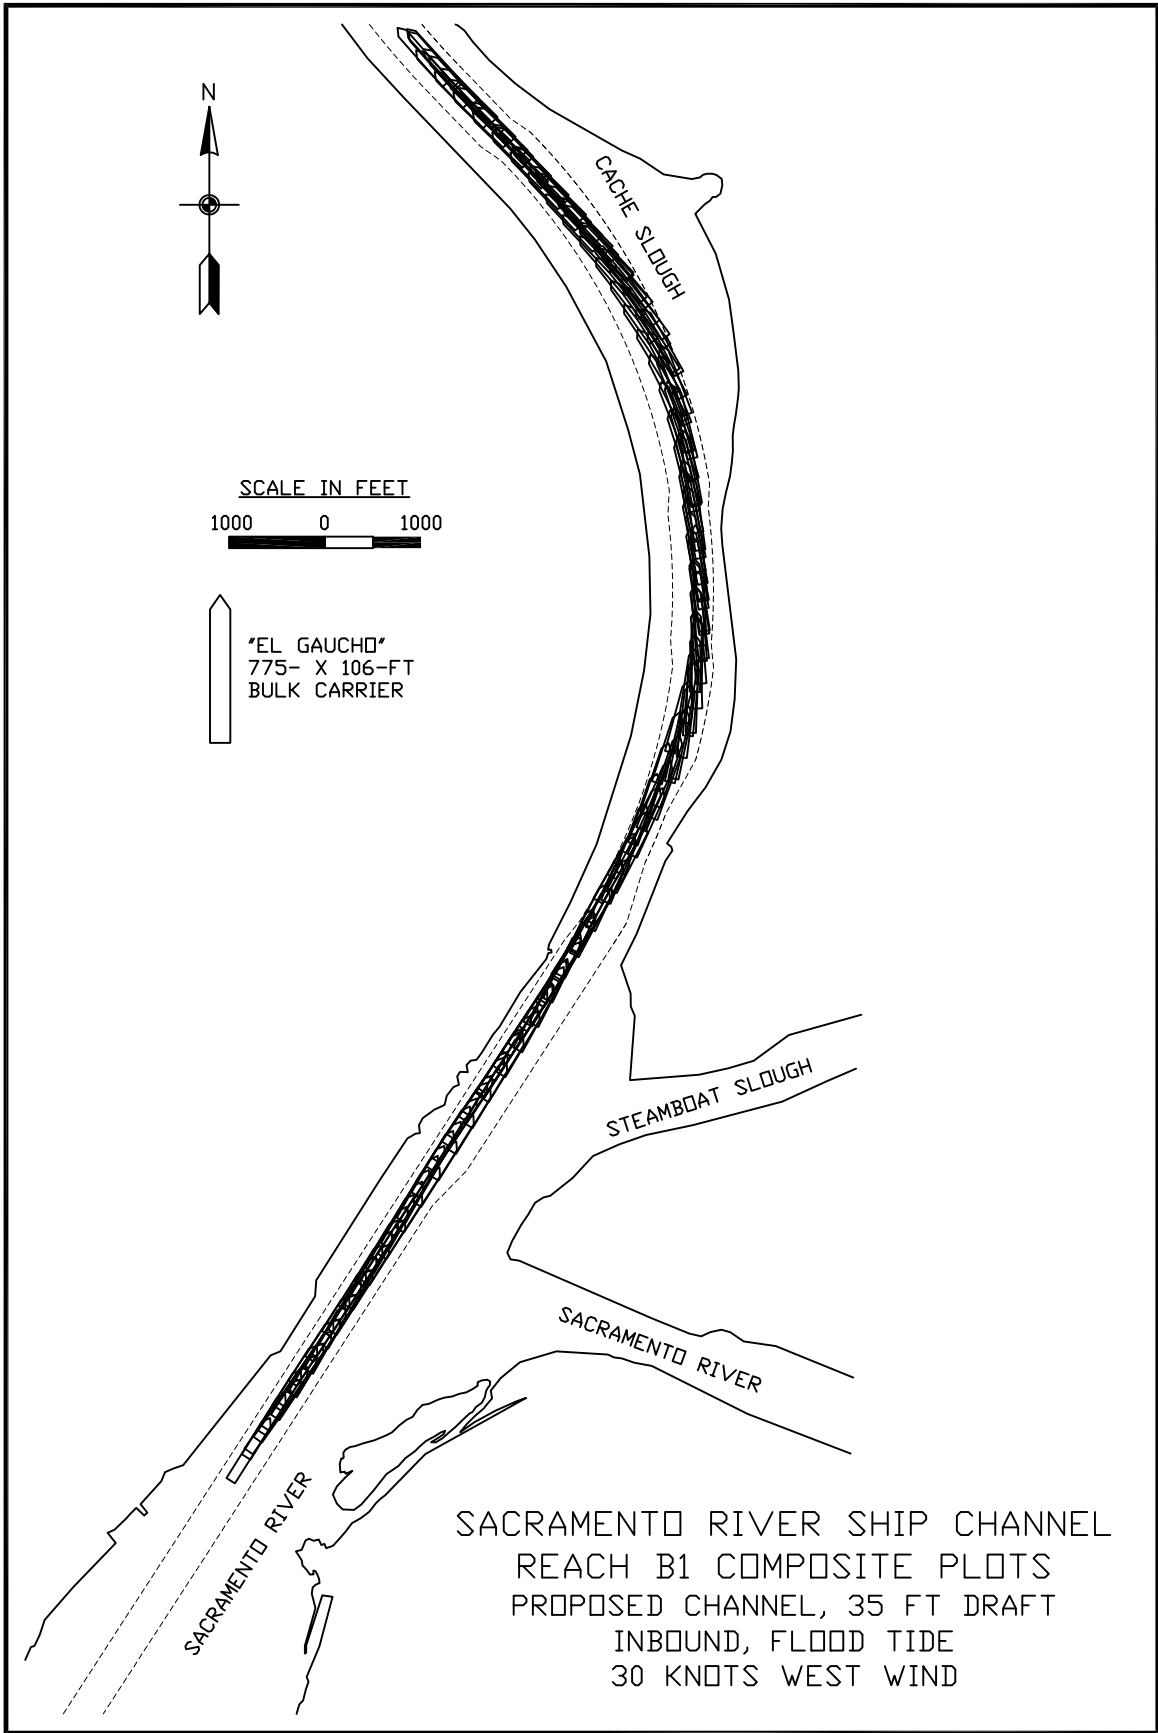 N
CACHE SLOUGH
SCALE IN FEET
1000 0 1000
"EL GAUCHO"
775- X 106-FT
BULK CARRIER
STEAMBOAT SLOUGH
SACRAMENTO RIVER
SACRAMENTO RIVER
SACRAMENTO RIVER SHIP CHANNEL
REACH B1 COMPOSITE PLOTS
PROPOSED CHANNEL, 35 FT DRAFT
INBOUND, FLOOD TIDE
30 KNOTS WEST WIND